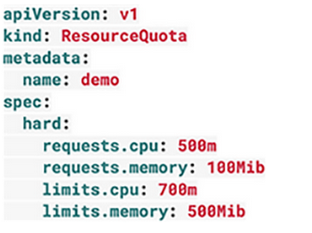 apiVersion: v1
kind: ResourceQuota
metadata:
  name: demo
spec:
  hard:
    requests.cpu: 500m
    requests.memory: 100Mib
    limits.cpu: 700m
    limits.memory: 500Mib